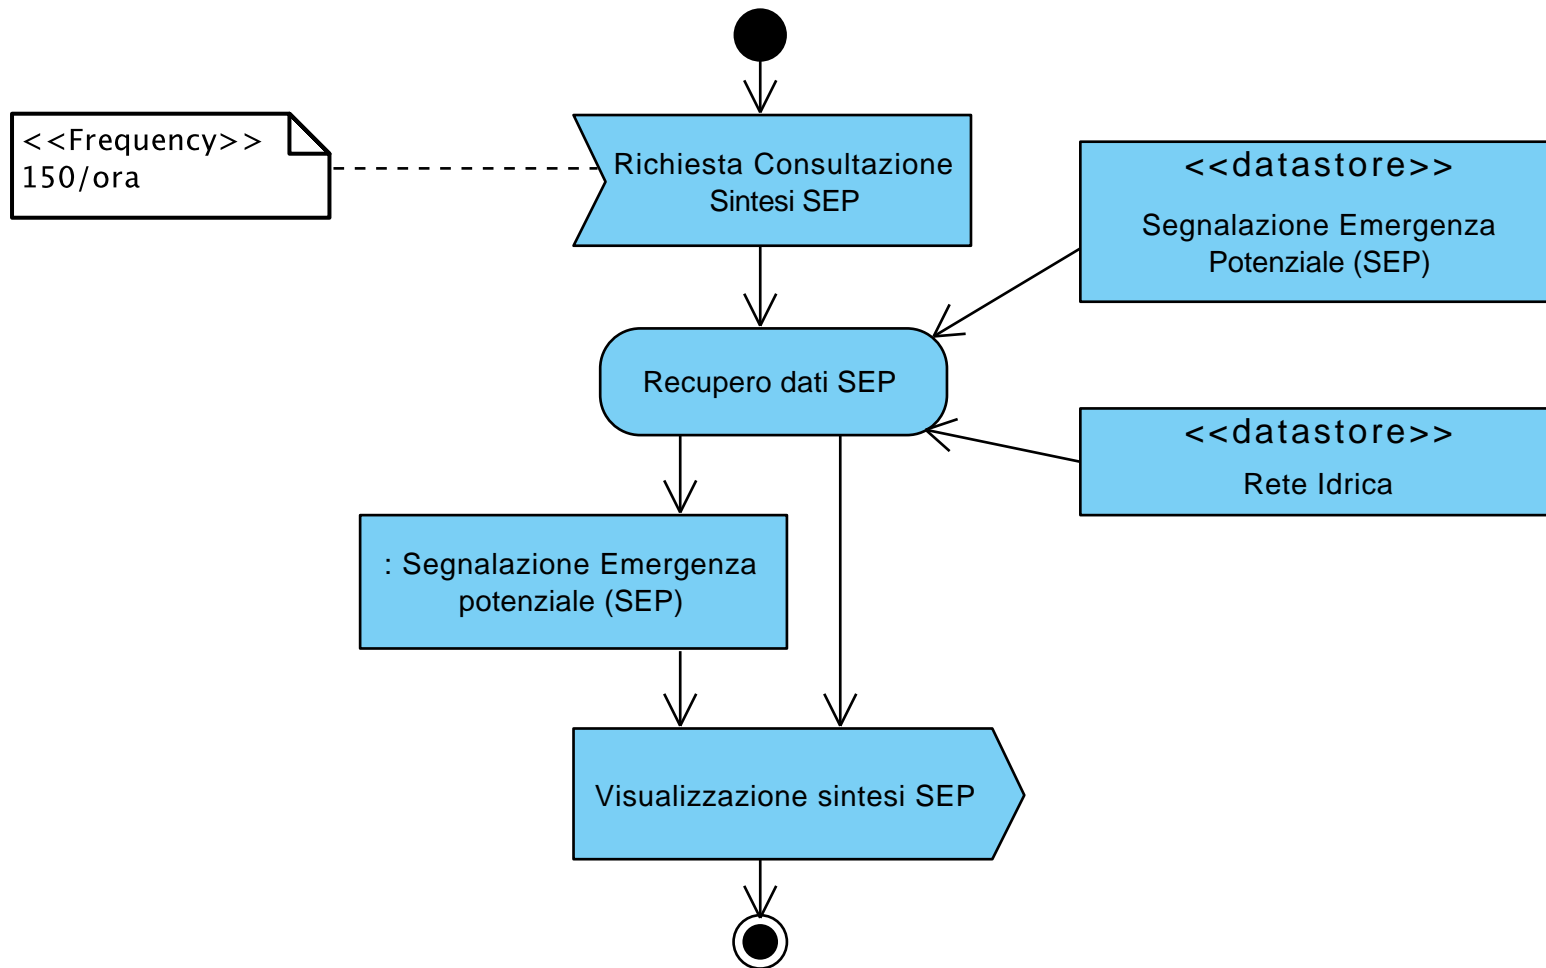 <<Frequency>>
150/ora
Richiesta Consultazione
Sintesi SEP
<<datastore>>
Segnalazione Emergenza
Potenziale (SEP)
Recupero dati SEP
<<datastore>>
Rete Idrica
: Segnalazione Emergenza
potenziale (SEP)
Visualizzazione sintesi SEP